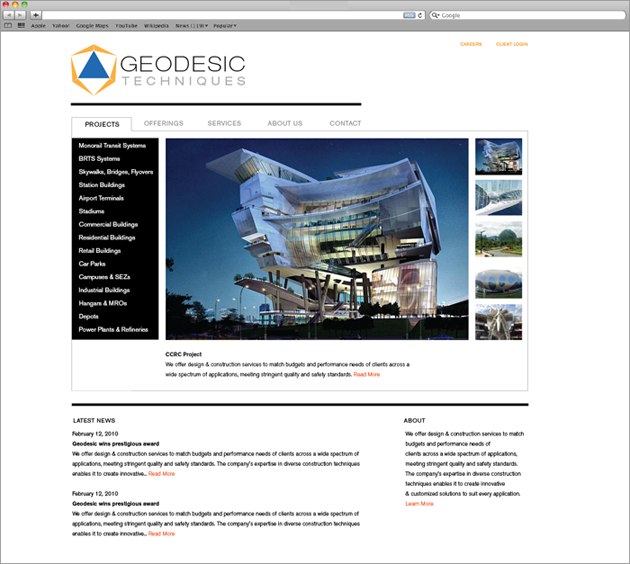 Google
Apple Yahoo! Google Maps YouTube Wikipedia News (119) Popular
CAREERS CLIENT LOGIN
GEODESIC
TECHNIQUES
PROJECTS OFFERINGS SERVICES ABOUT US CONTACT
Monorail Transit Systems
BRTS Systems
Skywalks, Bridges, Flyovers
Station Buildings
Airport Terminals
Stadiums
Commercial Buildings
Residential Buildings
Retail Buildings
Car Parks
Campuses & SEZs
Industrial Buildings
Hangars & MROs
Depots
Power Plants & Refineries
CCRC Project
We offer design & construction services to match budgets and performance needs of clients across a
wide spectrum of applications, meeting stringent quality and safety standards. Read More
LATEST NEWS
February 12, 2010
Geodesic wins prestigious award
We offer design & construction services to match budgets and performance needs of clients across a wide spectrum of
applications, meeting stringent quality and safety standards. The company's expertise in diverse construction techniques
enables it to create innovative... Read More
February 12, 2010
Geodesic wins prestigious award
We offer design & construction services to match budgets and performance needs of clients across a wide spectrum of
applications, meeting stringent quality and safety standards. The company's expertise in diverse construction techniques
enables it to create innovative... Read More
ABOUT
We offer design & construction services to match
budgets and performance needs of
clients across a wide spectrum of applications,
meeting stringent quality and safety standards.
The company's expertise in diverse construction
techniques enables it to create innovative
& customized solutions to suit every application.
Learn More